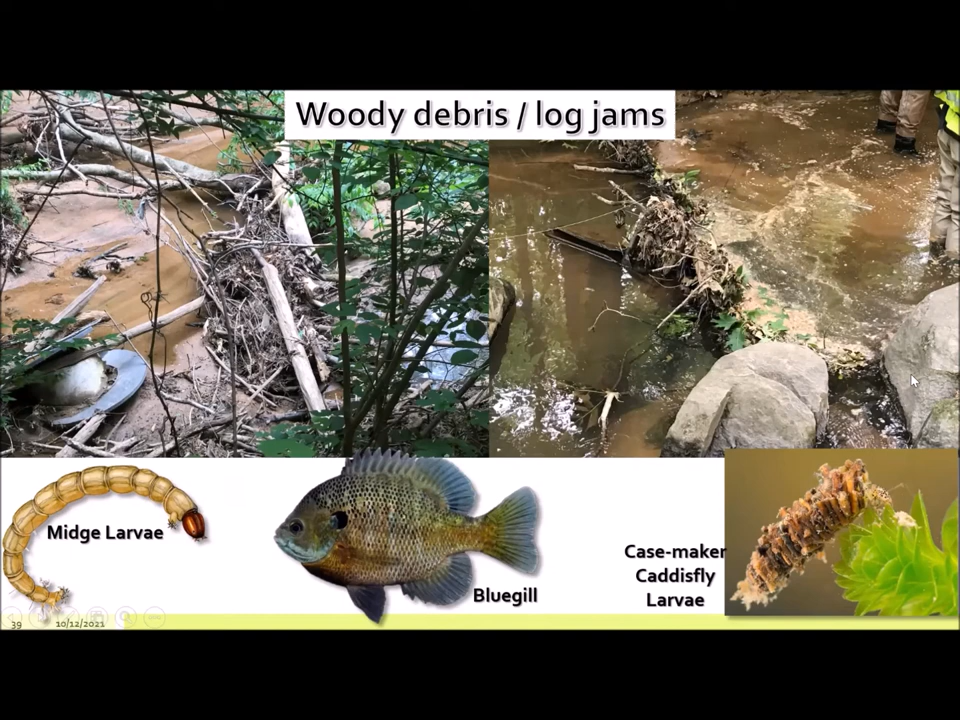 Woody debris / log jams
Midge Larvae
Bluegill
Case-maker
Caddisfly
Larvae
39
10/12/2021